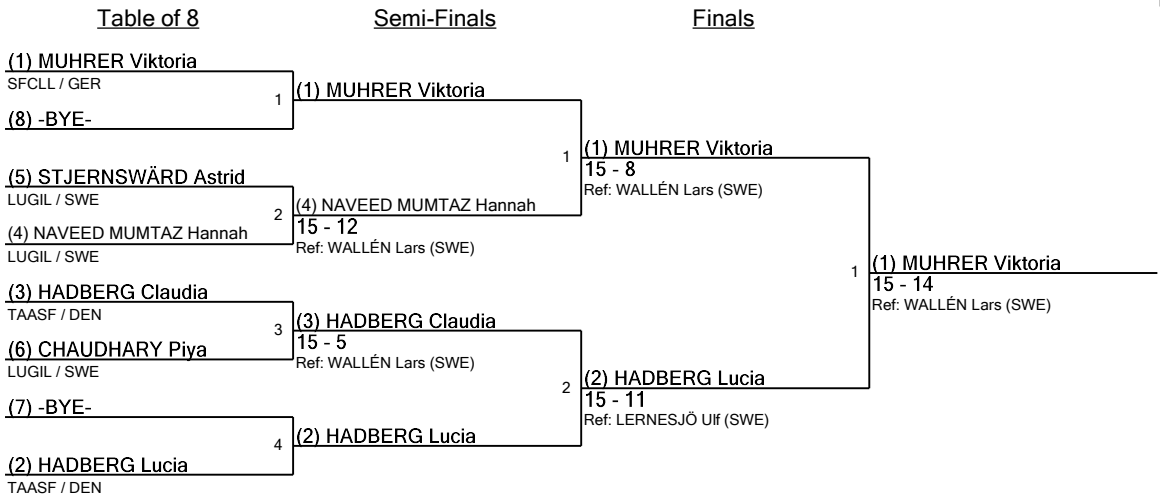 Table of 8
Semi-Finals
Finals
(1) MUHRER Viktoria
SFCLL / GER
1
(8) -BYE-
(5) STJERNSWÄRD Astrid
LUGIL / SWE
2
(4) NAVEED MUMTAZ Hannah
LUGIL / SWE
(3) HADBERG Claudia
TAASF / DEN
3
(6) CHAUDHARY Piya
LUGIL / SWE
(7) -BYE-
4
(2) HADBERG Lucia
TAASF / DEN
(1) MUHRER Viktoria
1
(4) NAVEED MUMTAZ Hannah
15 - 12
Ref: WALLÉN Lars (SWE)
(3) HADBERG Claudia
15 - 5
Ref: WALLÉN Lars (SWE)
2
(2) HADBERG Lucia
(1) MUHRER Viktoria
15 - 8
Ref: WALLÉN Lars (SWE)
1
(2) HADBERG Lucia
15 - 11
Ref: LERNESJÖ Ulf (SWE)
(1) MUHRER Viktoria
15 - 14
Ref: WALLÉN Lars (SWE)